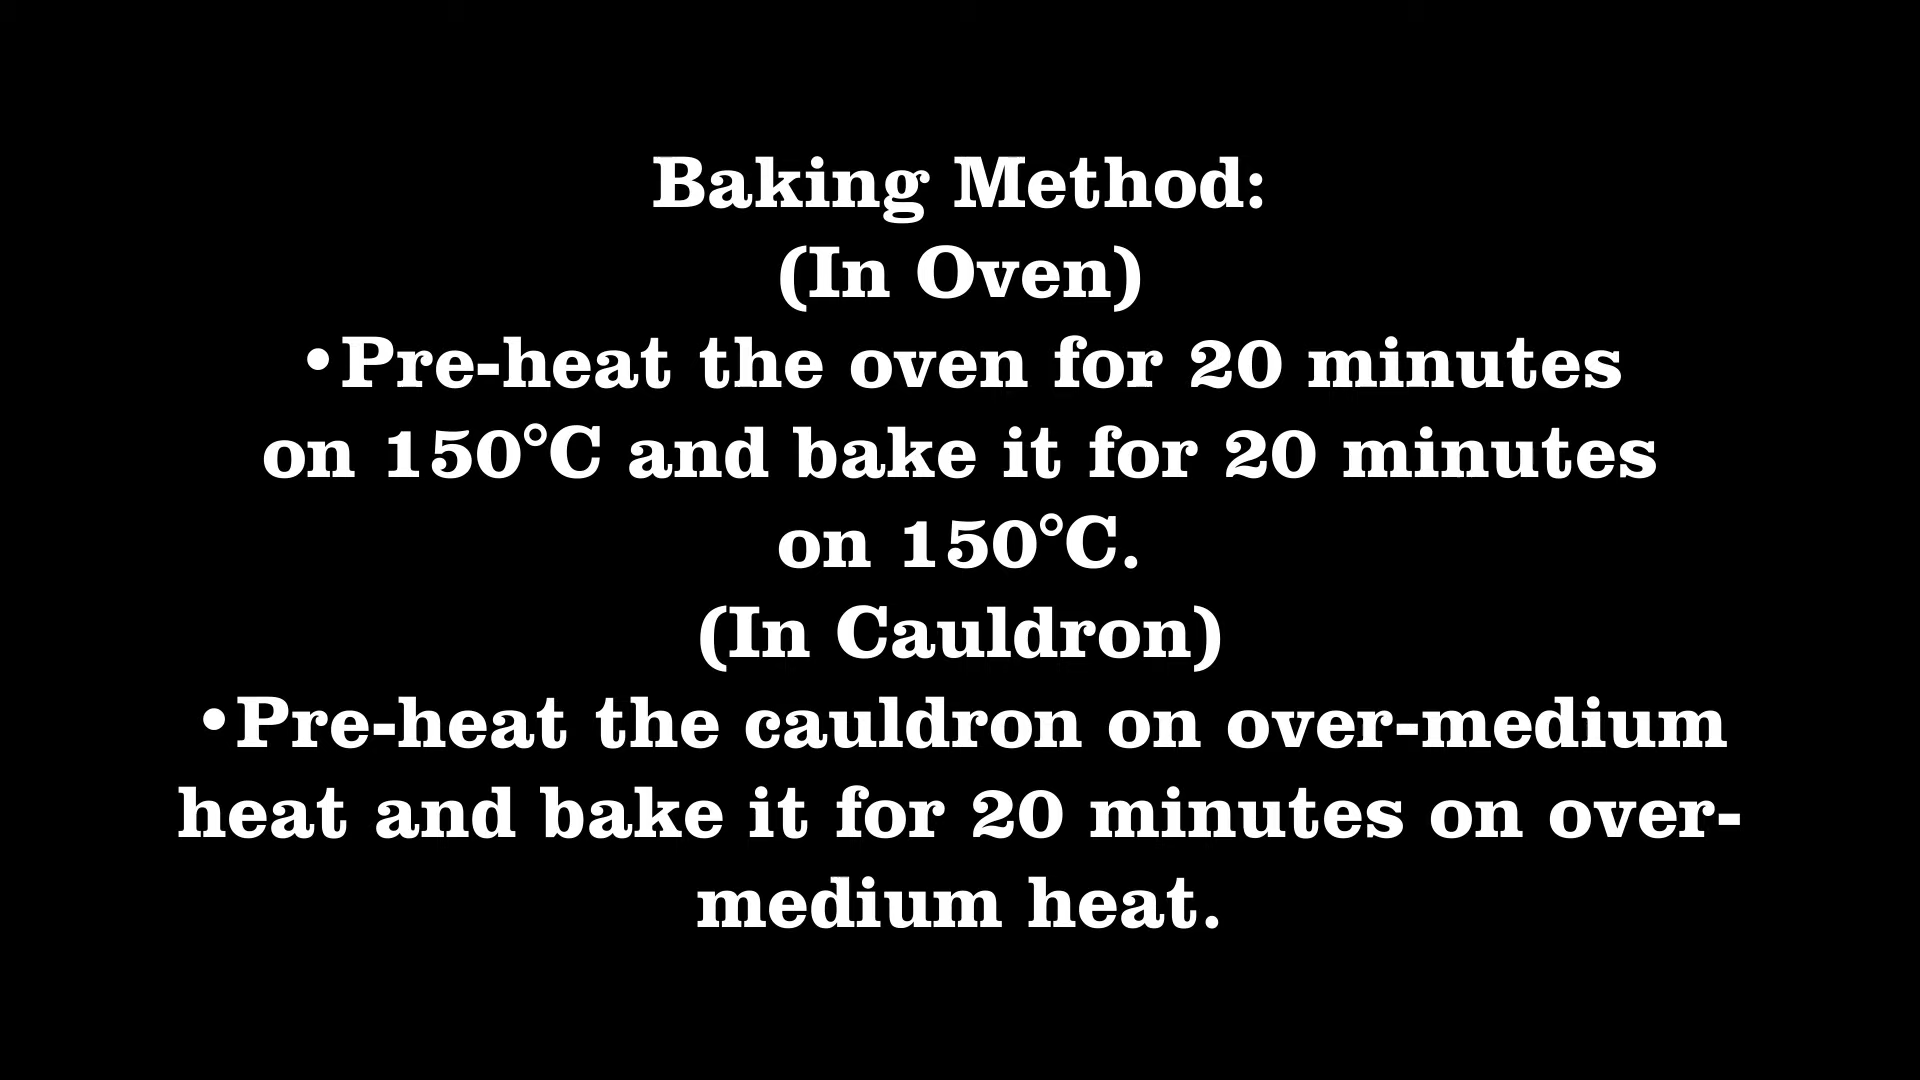 Baking Method:
(In Oven)
•Pre-heat the oven for 20 minutes
on 150°C and bake it for 20 minutes
on 150°C.
(In Cauldron)
•Pre-heat the cauldron on over-medium
heat and bake it for 20 minutes on over-
medium heat.